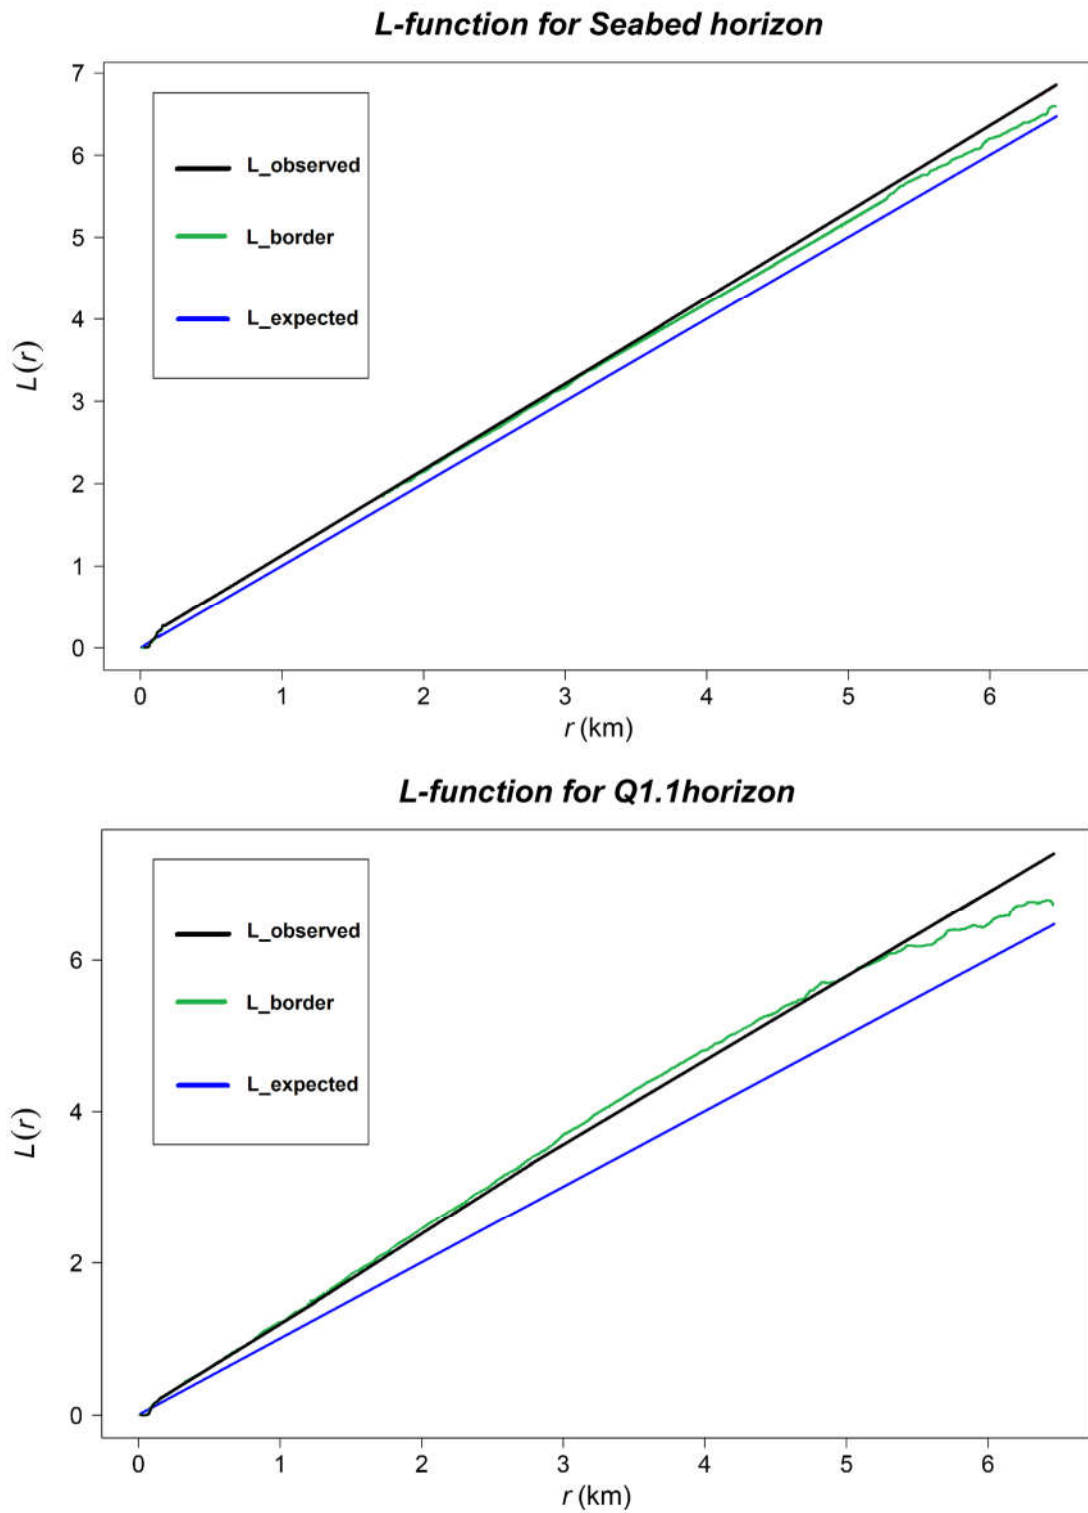 L-function for Seabed horizon
7
6
5
4
3
2
1
0
L(r)
L_observed
L_border
L_expected
0 1 2 3 4 5 6
r (km)
L-function for Q1.1horizon
6
4
2
0
L(r)
L_observed
L_border
L_expected
0 1 2 3 4 5 6
r (km)